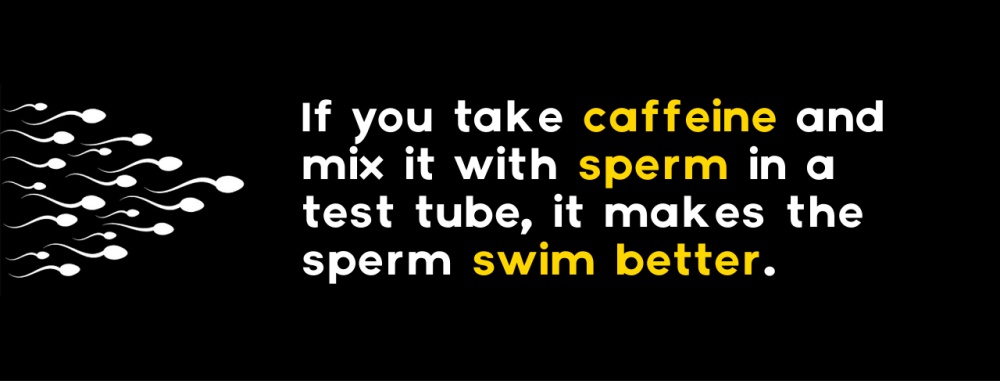 If you take caffeine and
mix it with sperm in a
test tube, it makes the
sperm swim better.